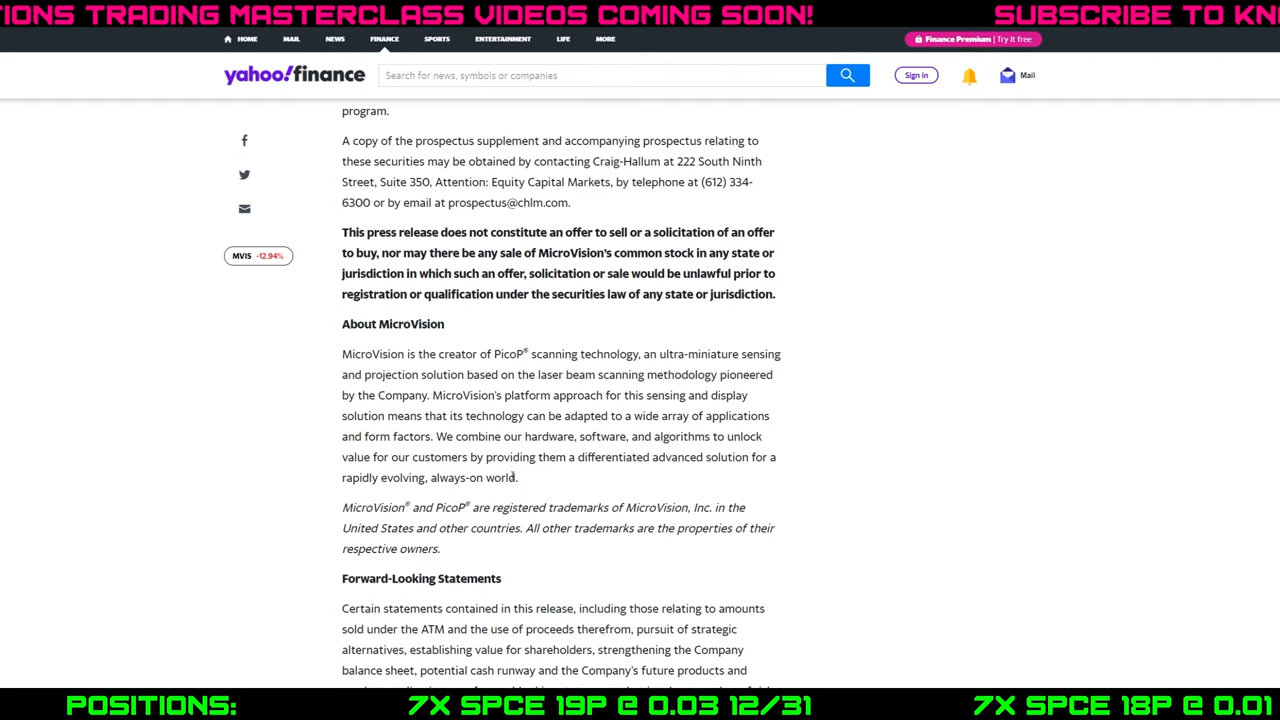 IONS TRADING MASTERCLASS VIDEOS COMING SOON! SUBSCRIBE TO KN
HOME MAIL NEWS FINANCE SPORTS ENTERTAINMENT LIFE MORE Finance Premium | Try it free
yahoo!finance Search for news, symbols or companies Sign in Mail
program.
A copy of the prospectus supplement and accompanying prospectus relating to
these securities may be obtained by contacting Craig-Hallum at 222 South Ninth
Street, Suite 350, Attention: Equity Capital Markets, by telephone at (612) 334-
6300 or by email at prospectus@chlm.com.
This press release does not constitute an offer to sell or a solicitation of an offer
to buy, nor may there be any sale of MicroVision's common stock in any state or
MVIS -12.94%
jurisdiction in which such an offer, solicitation or sale would be unlawful prior to
registration or qualification under the securities law of any state or jurisdiction.
About MicroVision
MicroVision is the creator of PicoP® scanning technology, an ultra-miniature sensing
and projection solution based on the laser beam scanning methodology pioneered
by the Company. MicroVision's platform approach for this sensing and display
solution means that its technology can be adapted to a wide array of applications
and form factors. We combine our hardware, software, and algorithms to unlock
value for our customers by providing them a differentiated advanced solution for a
rapidly evolving, always-on world.
MicroVision® and PicoP® are registered trademarks of MicroVision, Inc. in the
United States and other countries. All other trademarks are the properties of their
respective owners.
Forward-Looking Statements
Certain statements contained in this release, including those relating to amounts
sold under the ATM and the use of proceeds therefrom, pursuit of strategic
alternatives, establishing value for shareholders, strengthening the Company
balance sheet, potential cash runway and the Company's future products and
POSITIONS: 7X SPCE 19P @ 0.03 12/31 7X SPCE 18P @ 0.01